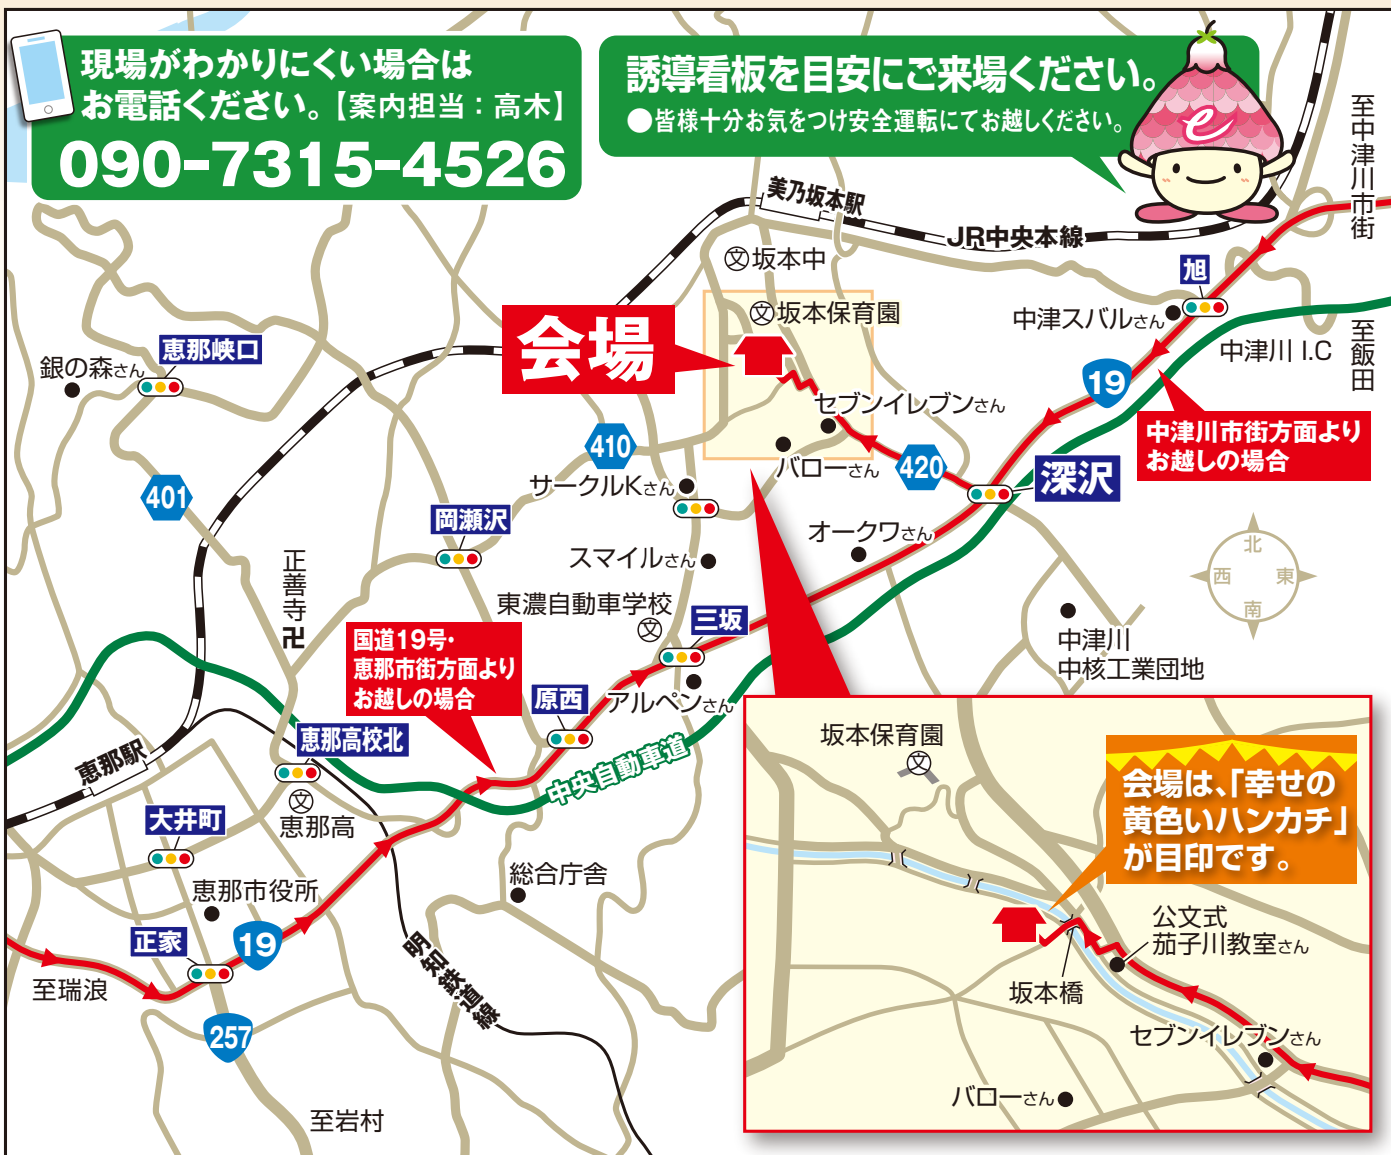 現場がわかりにくい場合は
お電話ください。【案内担当：高木】
090-7315-4526
誘導看板を目安にご来場ください。
●皆様十分お気をつけ安全運転にてお越しください。
e
至中津川市街
美乃坂本駅
JR中央本線
文坂本中
旭
文坂本保育園
中津スバルさん
至飯田
中津川 I.C
会場
恵那峡口
銀の森さん
19
セブンイレブンさん
中津川市街方面より
お越しの場合
410
バローさん
420
深沢
401
サークルKさん
岡瀬沢
オークワさん
北
西 東
南
正善寺卍
スマイルさん
東濃自動車学校
文
三坂
中津川
中核工業団地
国道19号・
恵那市街方面より
お越しの場合
アルペンさん
原西
恵那高校北
中央自動車道
恵那駅
文
恵那高
大井町
総合庁舎
恵那市役所
正家
19
明知鉄道線
至瑞浪
257
至岩村
坂本保育園
文
会場は、「幸せの
黄色いハンカチ」
が目印です。
公文式
茄子川教室さん
坂本橋
セブンイレブンさん
バローさん